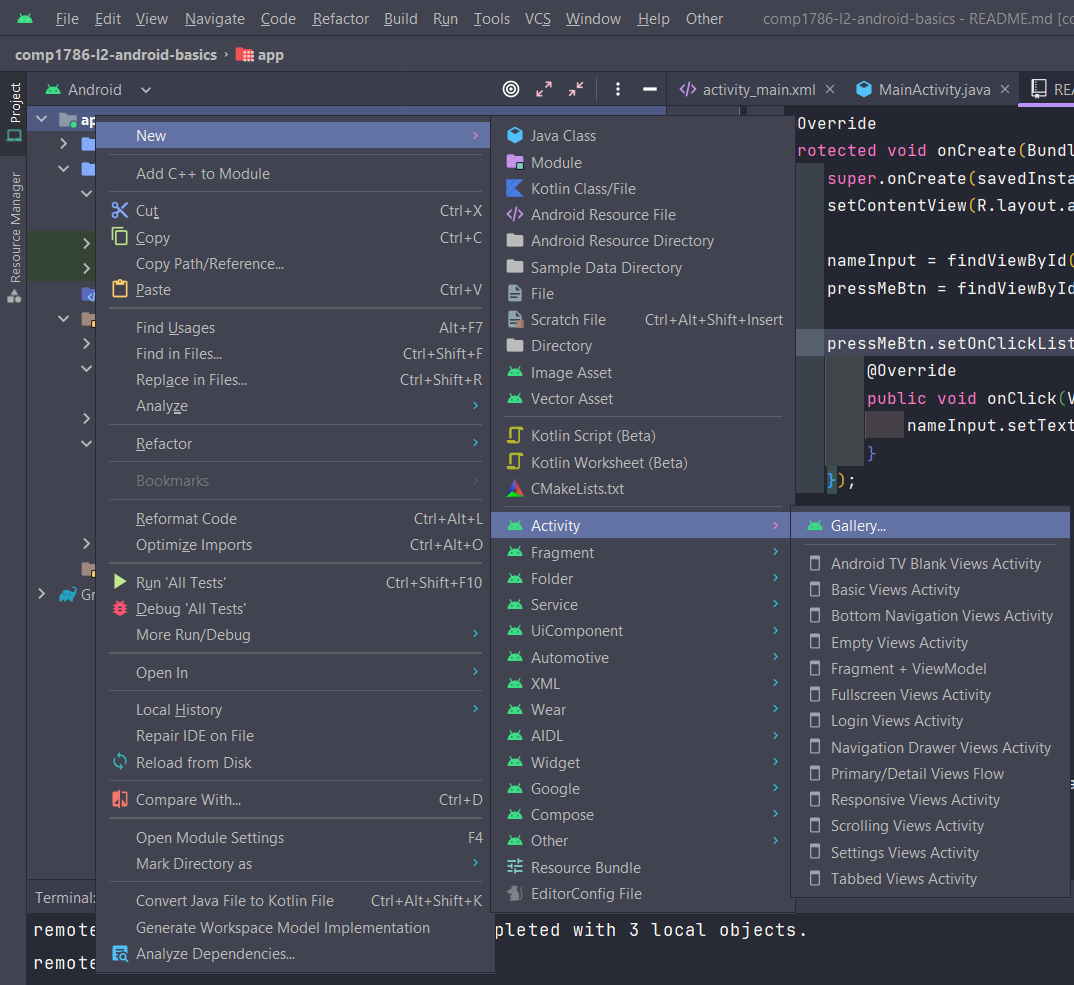 File Edit View Navigate Code Refactor Build Run Tools VCS Window Help Other comp1786-l2-android-basics - README.md [co
comp1786-l2-android-basics › app
Project
Resource Manager
Android
activity_main.xml MainActivity.java REA
ap
Gr
New
Add C++ to Module
Cut Ctrl+X
Copy Ctrl+C
Copy Path/Reference...
Paste Ctrl+V
Find Usages Alt+F7
Find in Files... Ctrl+Shift+F
Replace in Files... Ctrl+Shift+R
Analyze
Refactor
Bookmarks
Reformat Code Ctrl+Alt+L
Optimize Imports Ctrl+Alt+O
Run 'All Tests' Ctrl+Shift+F10
Debug 'All Tests'
More Run/Debug
Open In
Local History
Repair IDE on File
Reload from Disk
Compare With... Ctrl+D
Open Module Settings F4
Mark Directory as
Convert Java File to Kotlin File Ctrl+Alt+Shift+K
Generate Workspace Model Implementation
Analyze Dependencies...
Java Class
Module
Kotlin Class/File
Android Resource File
Android Resource Directory
Sample Data Directory
File
Scratch File Ctrl+Alt+Shift+Insert
Directory
Image Asset
Vector Asset
Kotlin Script (Beta)
Kotlin Worksheet (Beta)
CMakeLists.txt
Activity
Fragment
Folder
Service
UiComponent
Automotive
XML
Wear
AIDL
Widget
Google
Compose
Other
Resource Bundle
EditorConfig File
Gallery...
Android TV Blank Views Activity
Basic Views Activity
Bottom Navigation Views Activity
Empty Views Activity
Fragment + ViewModel
Fullscreen Views Activity
Login Views Activity
Navigation Drawer Views Activity
Primary/Detail Views Flow
Responsive Views Activity
Scrolling Views Activity
Settings Views Activity
Tabbed Views Activity
Override
rotected void onCreate(Bundl
super.onCreate(savedInsta
setContentView(R.layout.a
nameInput = findViewById(
pressMeBtn = findViewById
pressMeBtn.setOnClickList
@Override
public void onClick(V
nameInput.setText
}
});
Terminal:
remote pleted with 3 local objects.
remote